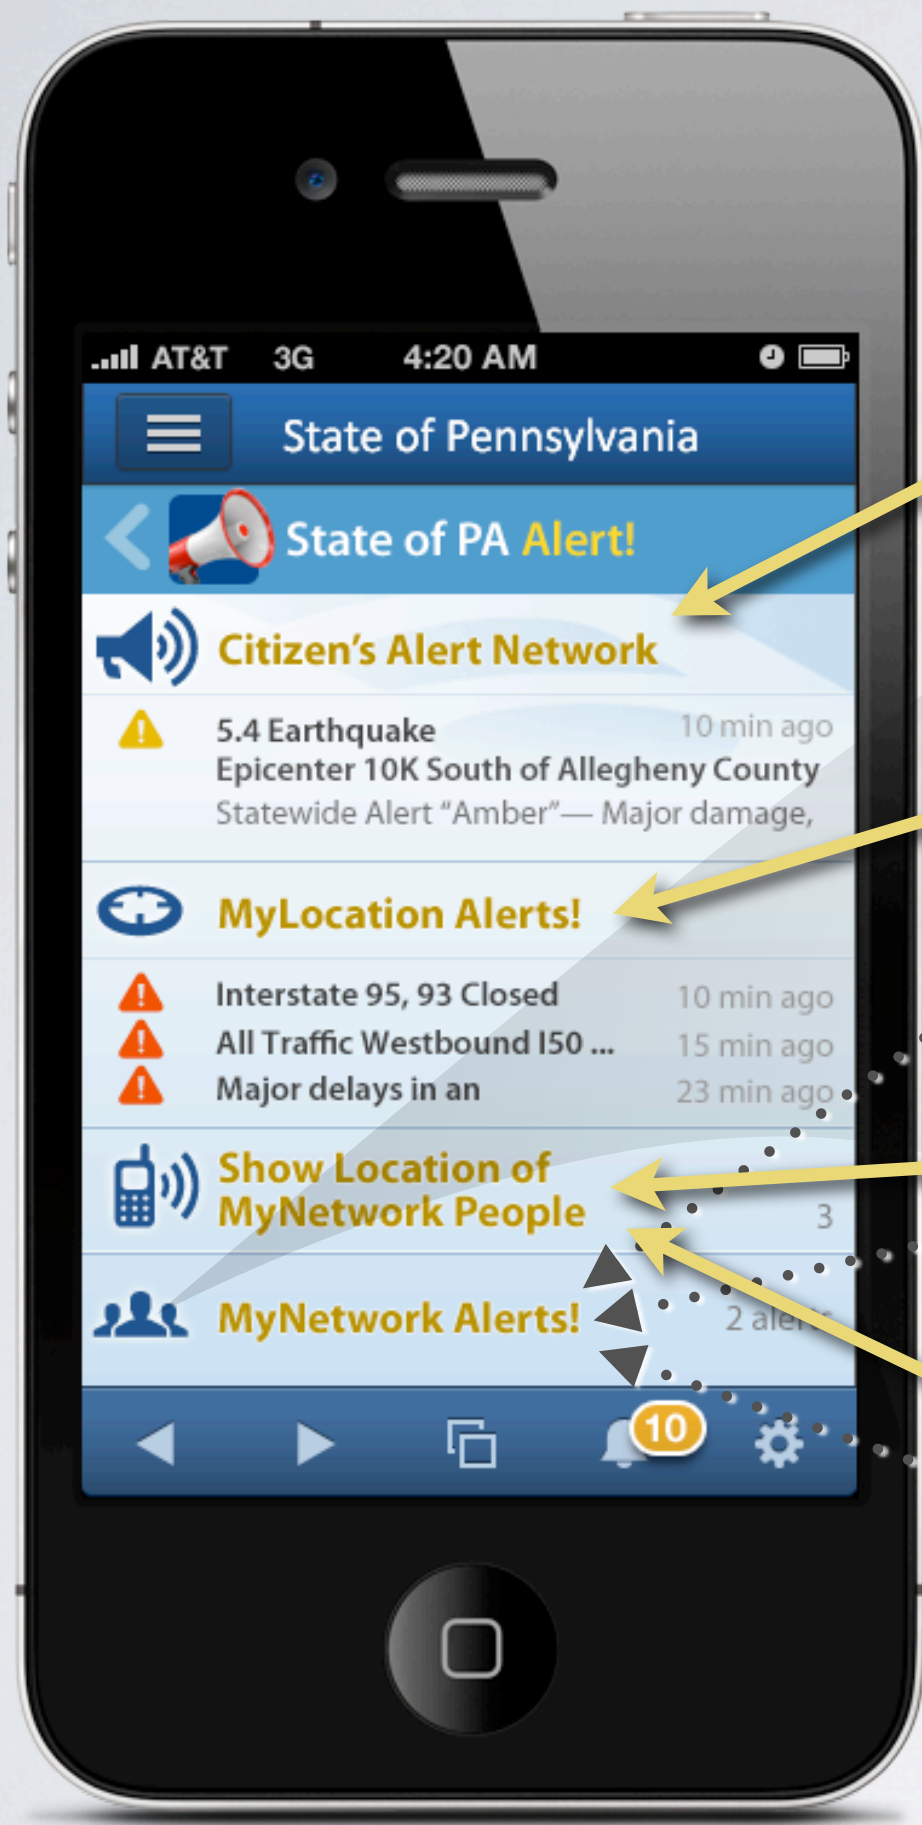 AT&T 3G 4:20 AM
State of Pennsylvania
State of PA Alert!
Citizen's Alert Network
5.4 Earthquake 10 min ago
Epicenter 10K South of Allegheny County
Statewide Alert “Amber”— Major damage,
MyLocation Alerts!
Interstate 95, 93 Closed 10 min ago
All Traffic Westbound I50 ... 15 min ago
Major delays in an 23 min ago
Show Location of
MyNetwork People 3
MyNetwork Alerts! 2 alerts
10